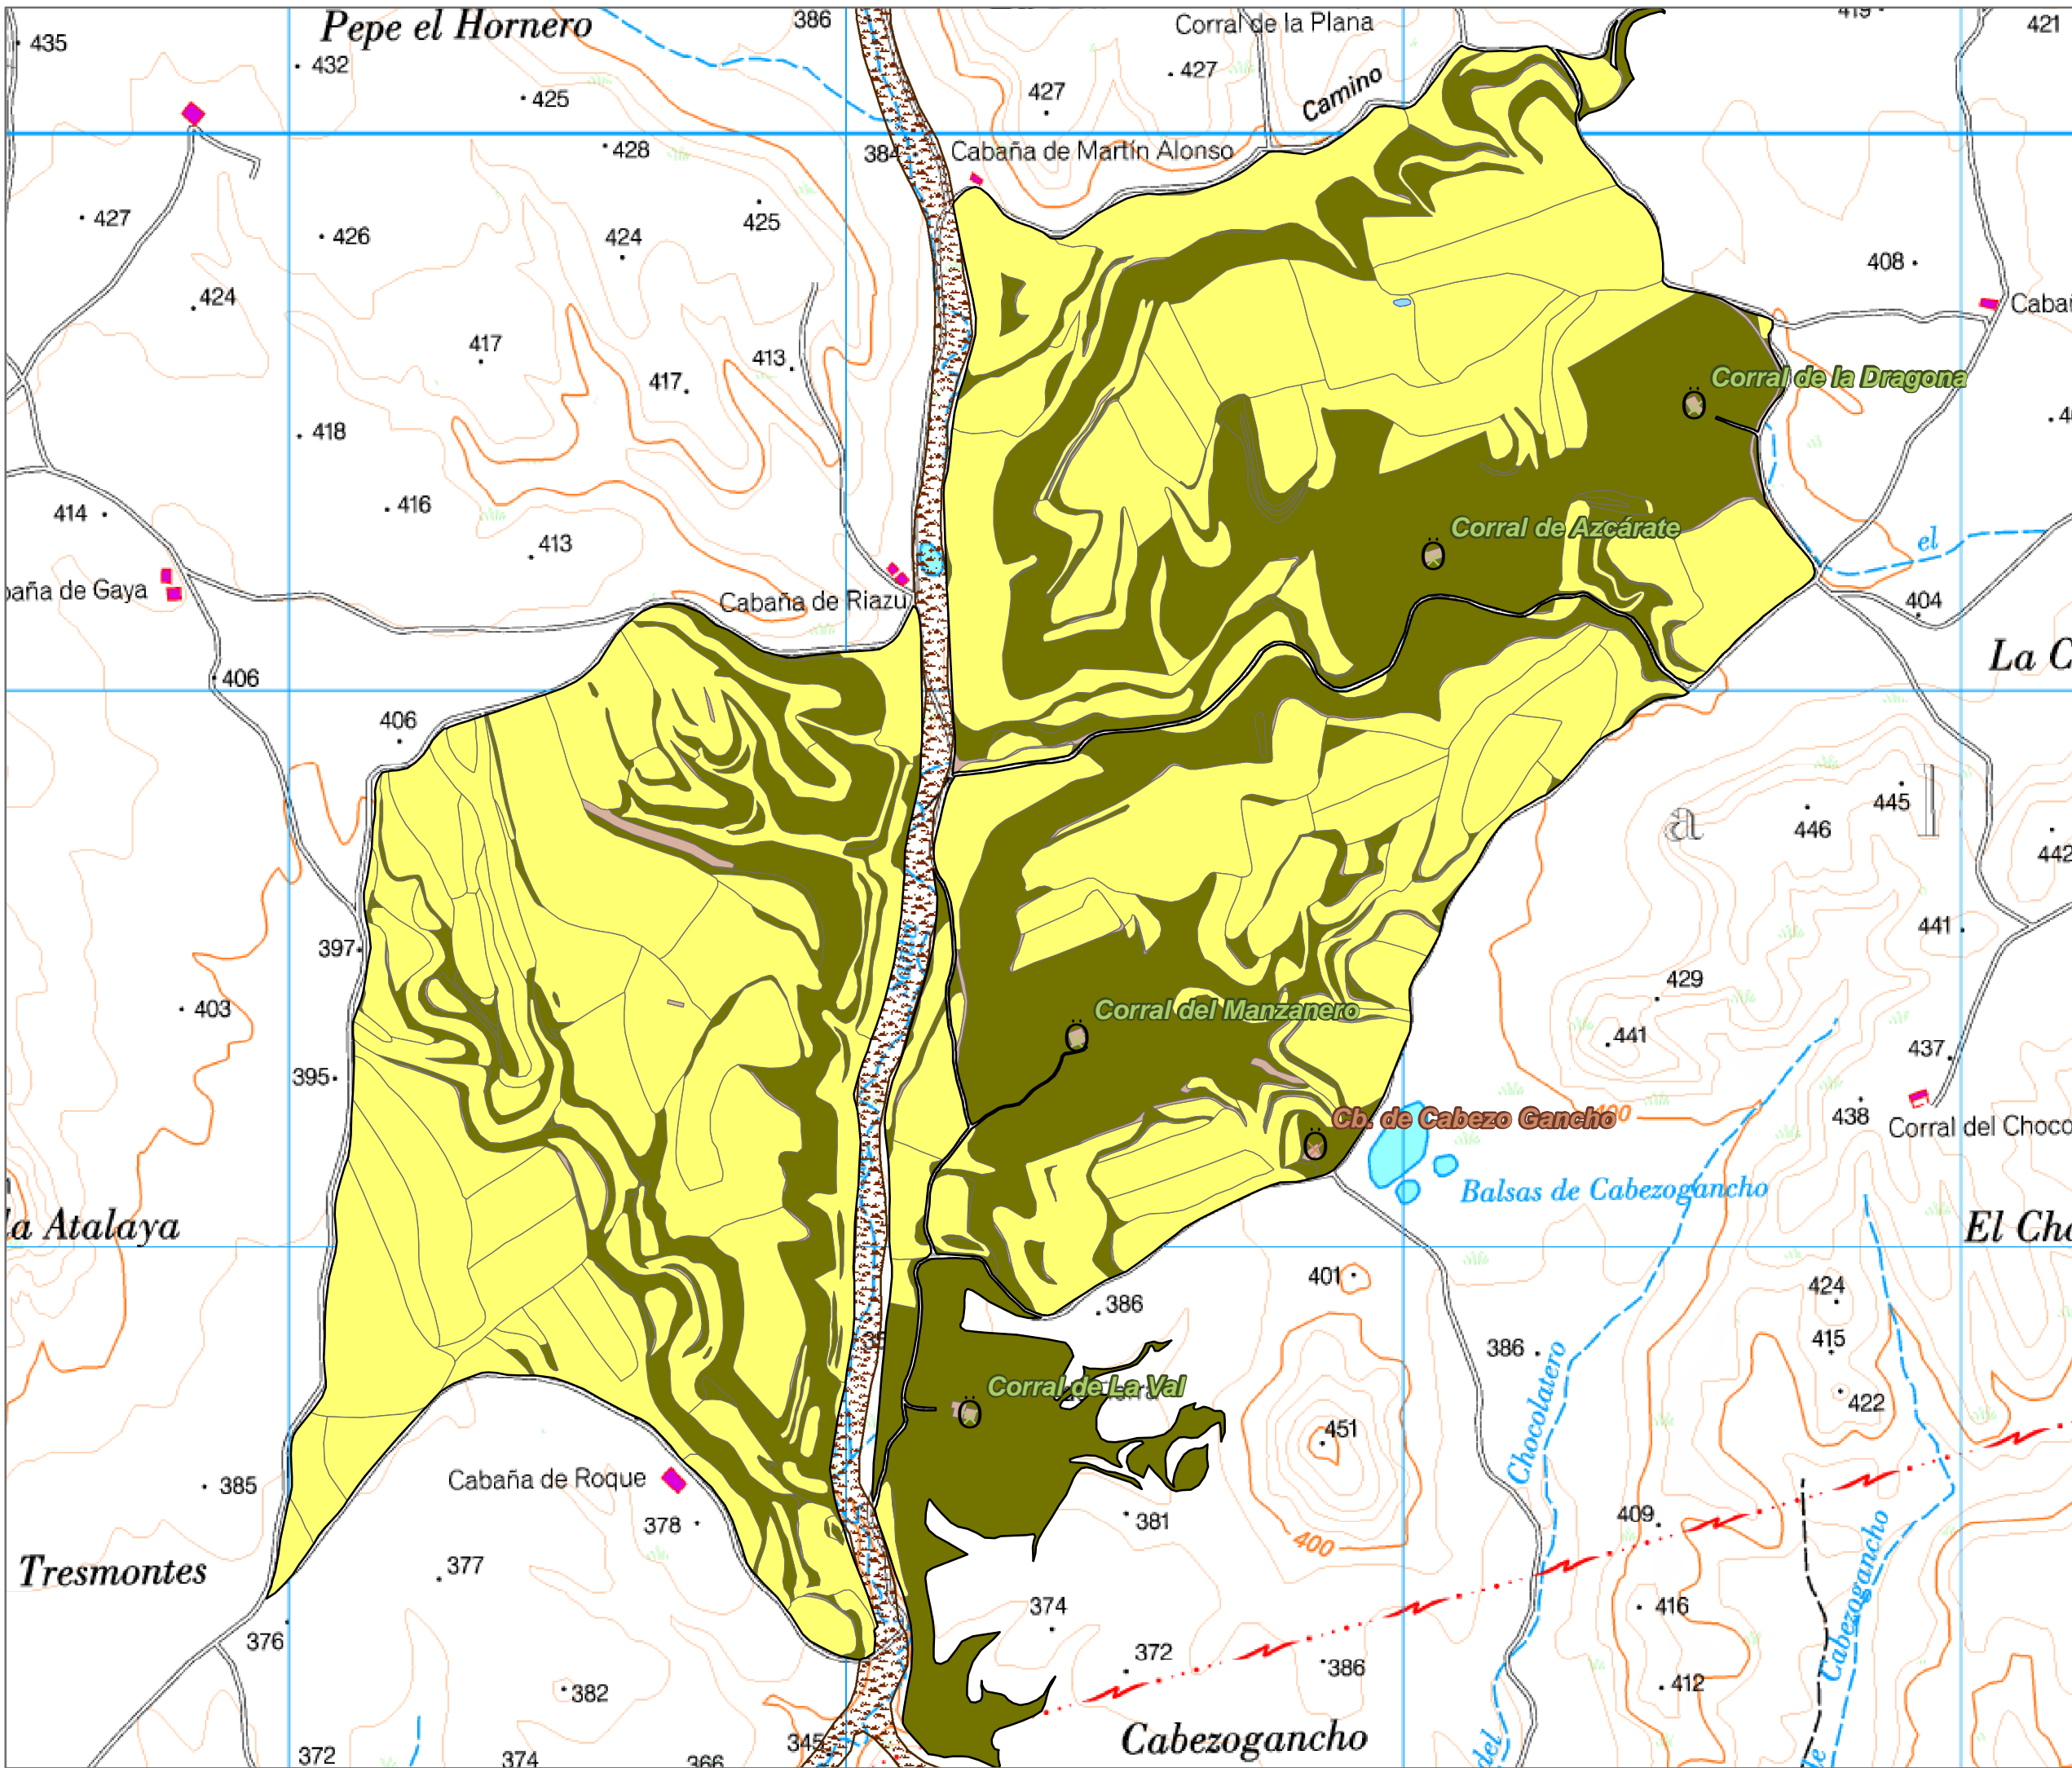 Pepe el Hornero
386
Corral de la Plana
421
435
432
427
427
425
Camino
428
384
Cabaña de Martín Alonso
427
426
424
425
408
424
417
413
417
Corral de la Dragona
418
416
414
413
Corral de Azcárate
el
Cabaña de Riazu
404
406
406
445
a
l
446
442
397
441
429
403
Corral del Manzanero
441
437
395
Cb. de Cabezo Gancho
400
438
Balsas de Cabezogancho
la Atalaya
401
424
386
415
386
Corral de La Val
422
Chocolatero
451
385
Cabaña de Roque
409
378
381
400
377
Tresmontes
374
416
Cabezogancho
376
372
386
412
382
Cabezogancho
345
372
374
366
del